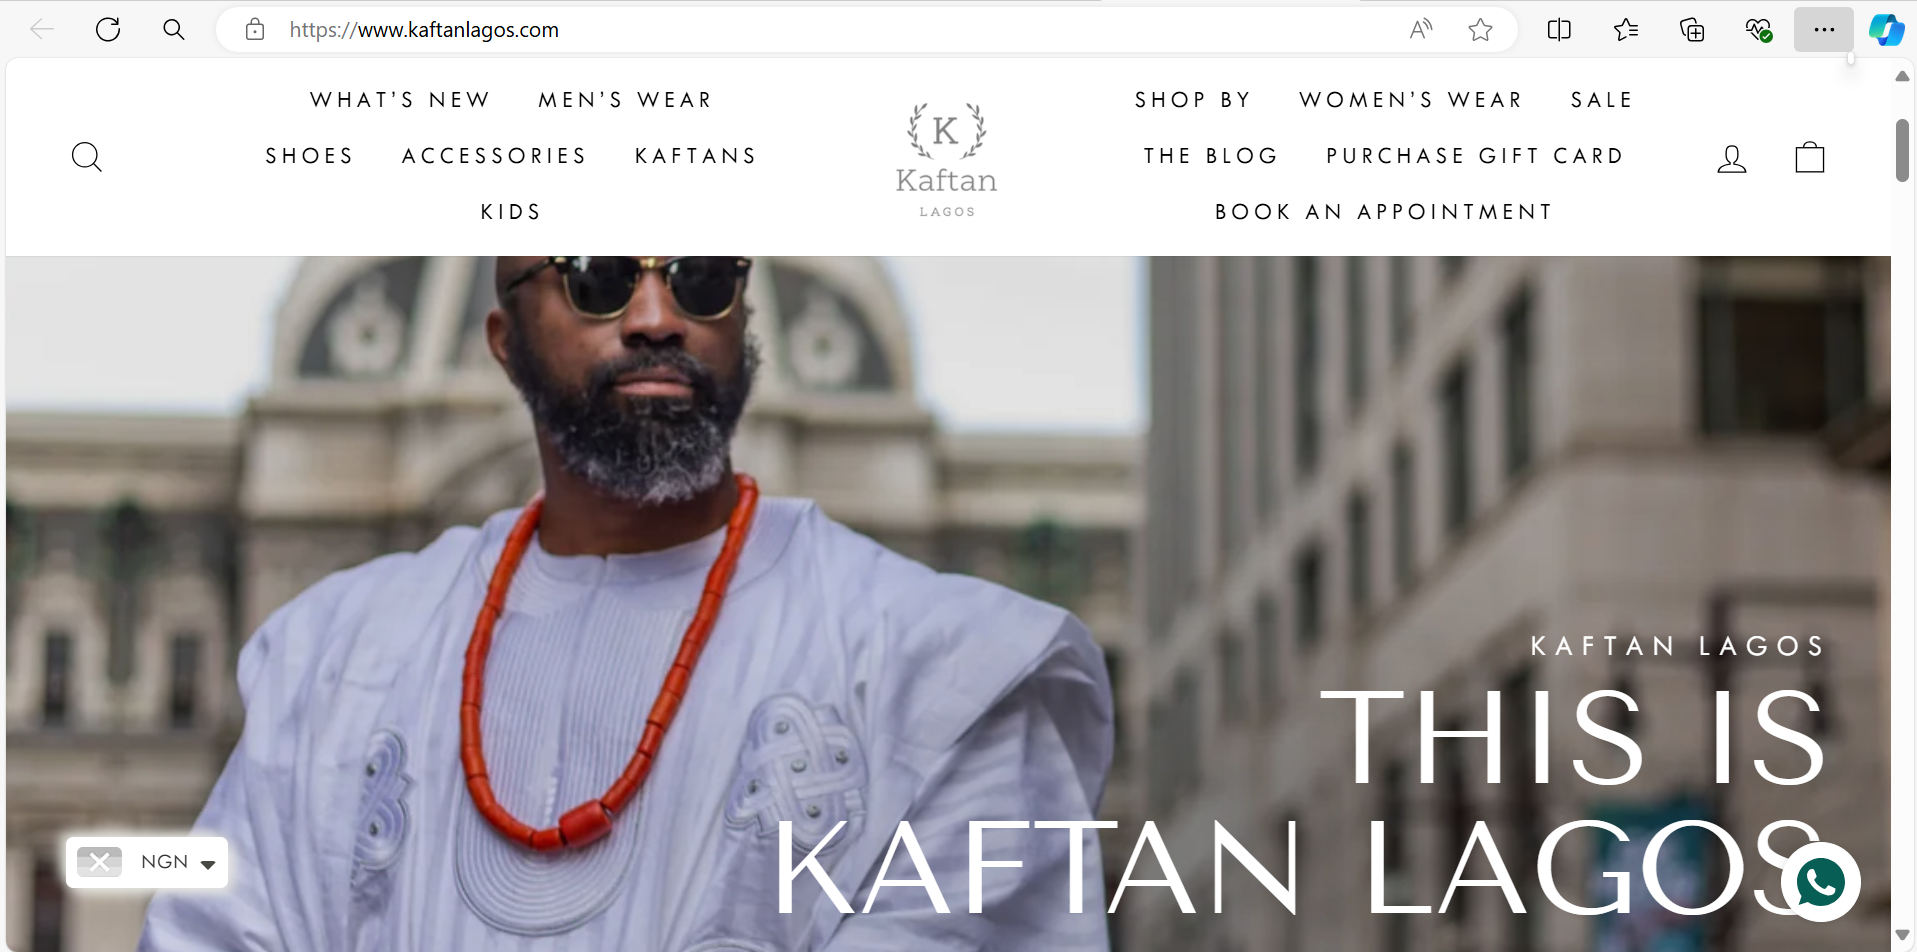 https://www.kaftanlagos.com
WHAT’S NEW MEN’S WEAR
SHOES ACCESSORIES KAFTANS
KIDS
K
Kaftan
LAGOS
SHOP BY WOMEN’S WEAR SALE
THE BLOG PURCHASE GIFT CARD
BOOK AN APPOINTMENT
KAFTAN LAGOS
THIS IS
KAFTAN LAGOS
NGN